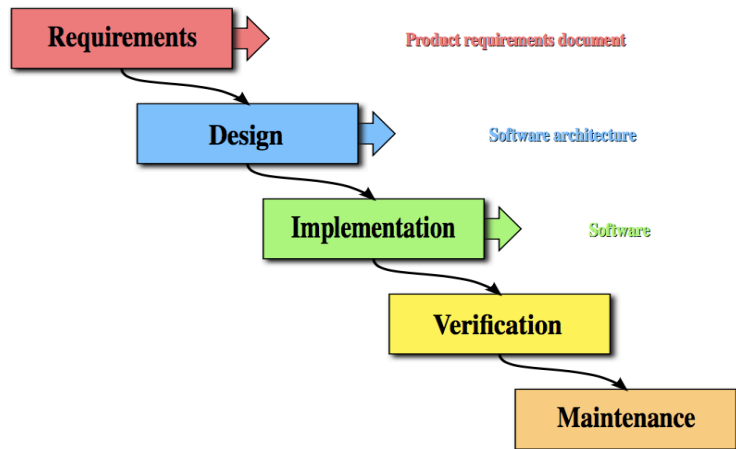 Requirements
Product requirements document
Design
Software architecture
Implementation
Software
Verification
Maintenance